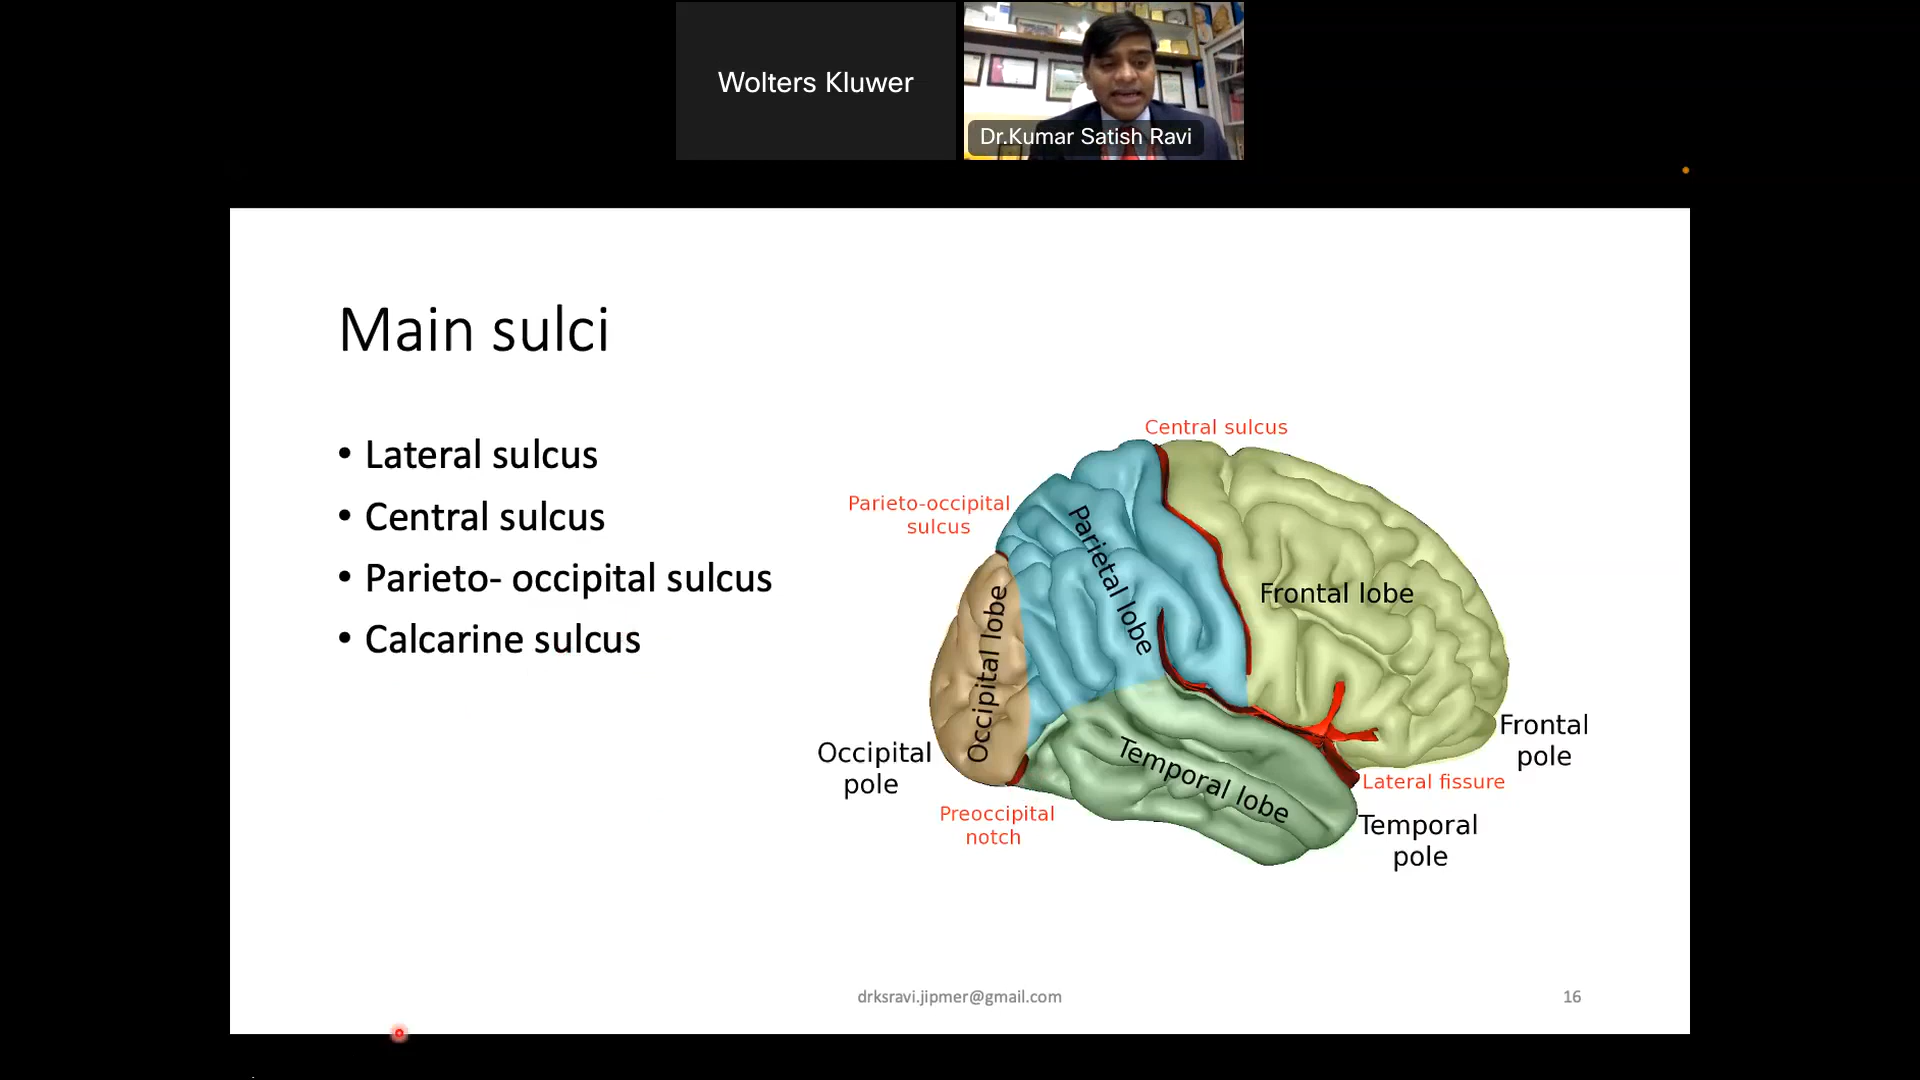 Wolters Kluwer
Dr.Kumar Satish Ravi
Main sulci
• Lateral sulcus
• Central sulcus
• Parieto- occipital sulcus
• Calcarine sulcus
Central sulcus
Parieto-occipital
sulcus
Parietal lobe
Frontal lobe
Occipital lobe
Temporal lobe
Occipital
pole
Frontal
pole
Lateral fissure
Preoccipital
notch
Temporal
pole
drksravi.jipmer@gmail.com
16